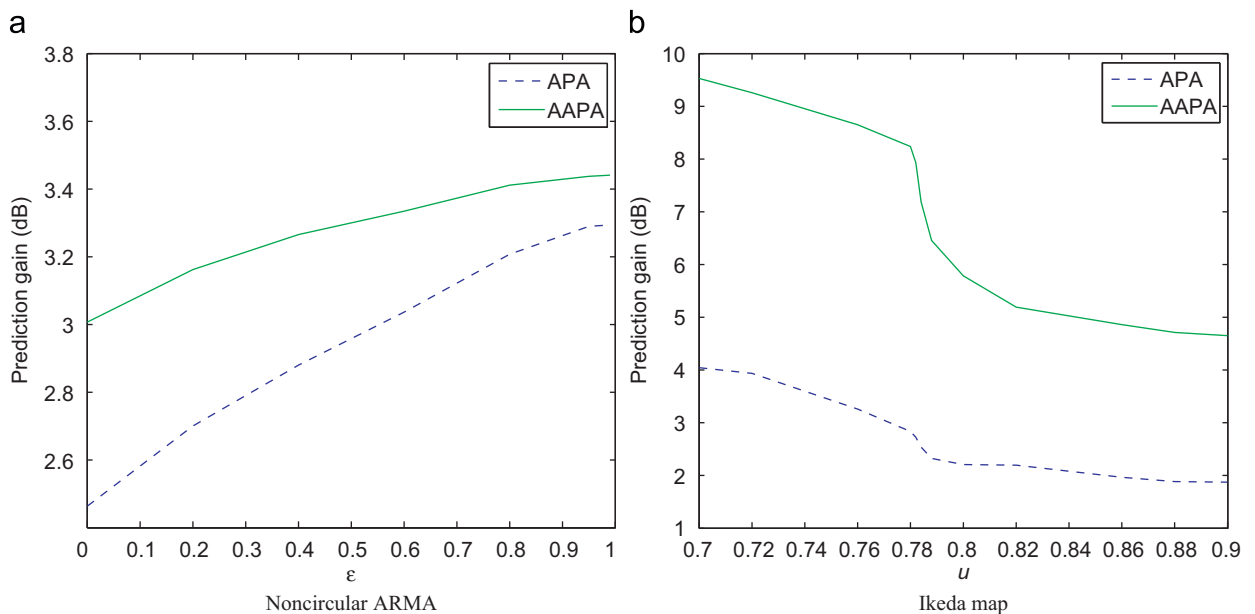 a
3.8
3.6
3.4
3.2
3
2.8
2.6
Prediction gain (dB)
APA
AAPA
0 0.1 0.2 0.3 0.4 0.5 0.6 0.7 0.8 0.9 1
ε
Noncircular ARMA
b
10
9
8
7
6
5
4
3
2
1
Prediction gain (dB)
APA
AAPA
0.7 0.72 0.74 0.76 0.78 0.8 0.82 0.84 0.86 0.88 0.9
u
Ikeda map